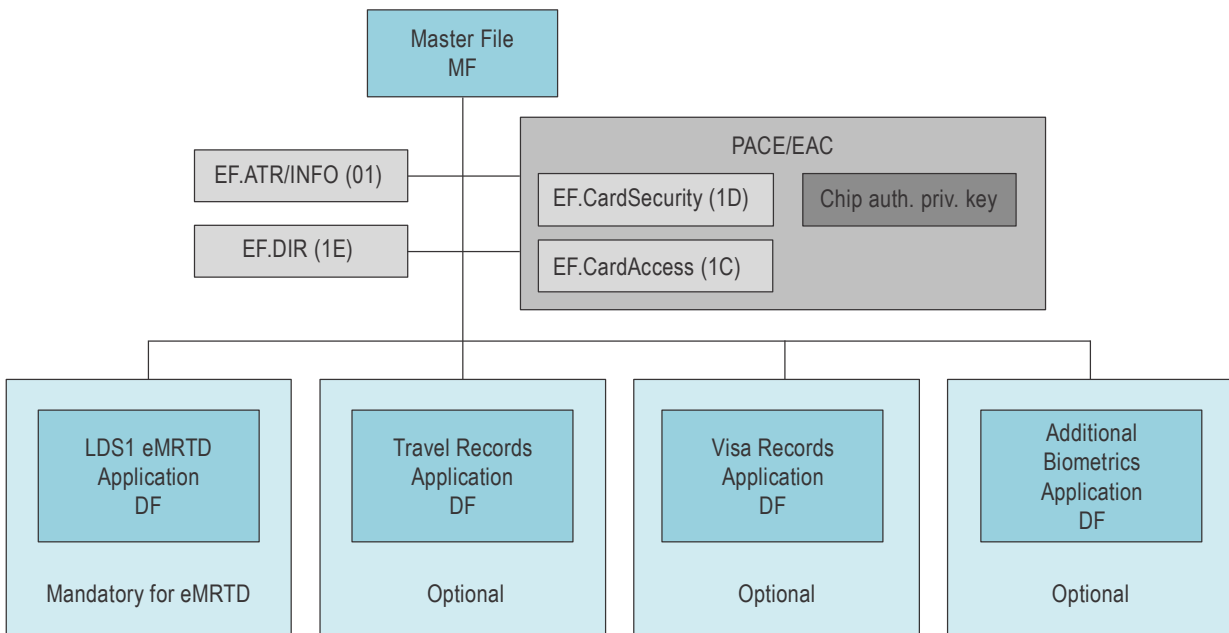 Master File
MF
PACE/EAC
EF.ATR/INFO (01)
EF.CardSecurity (1D)
Chip auth. priv. key
EF.DIR (1E)
EF.CardAccess (1C)
LDS1 eMRTD
Application
DF
Mandatory for eMRTD
Travel Records
Application
DF
Optional
Visa Records
Application
DF
Optional
Additional
Biometrics
Application
DF
Optional